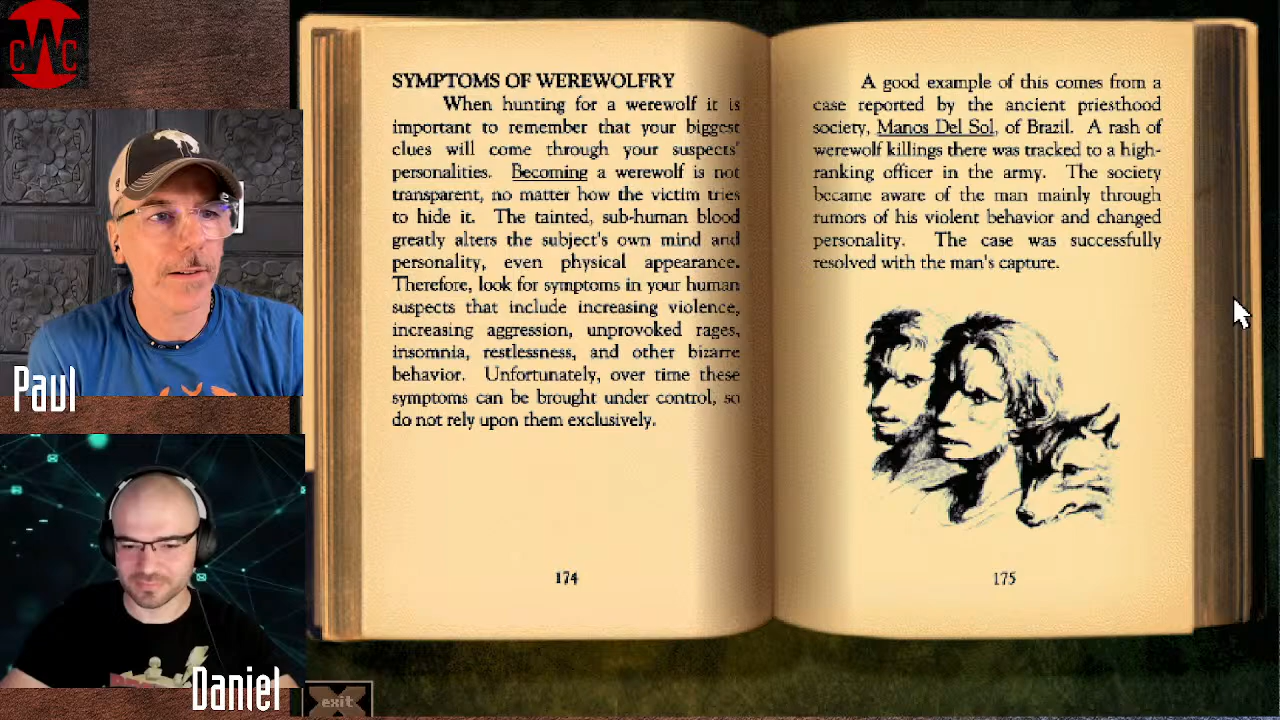 CWC
Paul
Daniel
SYMPTOMS OF WEREWOLFRY
When hunting for a werewolf it is
important to remember that your biggest
clues will come through your suspects'
personalities. Becoming a werewolf is not
transparent, no matter how the victim tries
to hide it. The tainted, sub-human blood
greatly alters the subject's own mind and
personality, even physical appearance.
Therefore, look for symptoms in your human
suspects that include increasing violence,
increasing aggression, unprovoked rages,
insomnia, restlessness, and other bizarre
behavior. Unfortunately, over time these
symptoms can be brought under control, so
do not rely upon them exclusively.
174
A good example of this comes from a
case reported by the ancient priesthood
society, Manos Del Sol, of Brazil. A rash of
werewolf killings there was tracked to a high-
ranking officer in the army. The society
became aware of the man mainly through
rumors of his violent behavior and changed
personality. The case was successfully
resolved with the man's capture.
175
exit